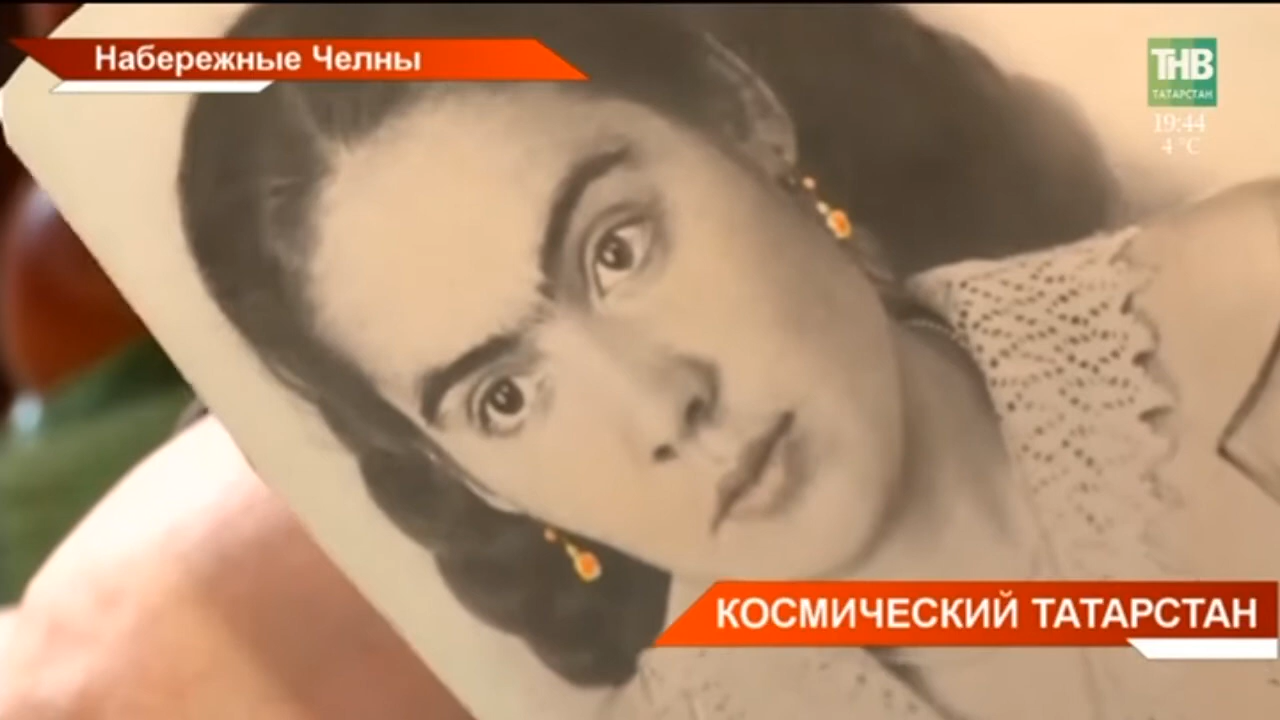 Набережные Челны
ТНВ
ТАТАРСТАН
19:44
4 °C
КОСМИЧЕСКИЙ ТАТАРСТАН